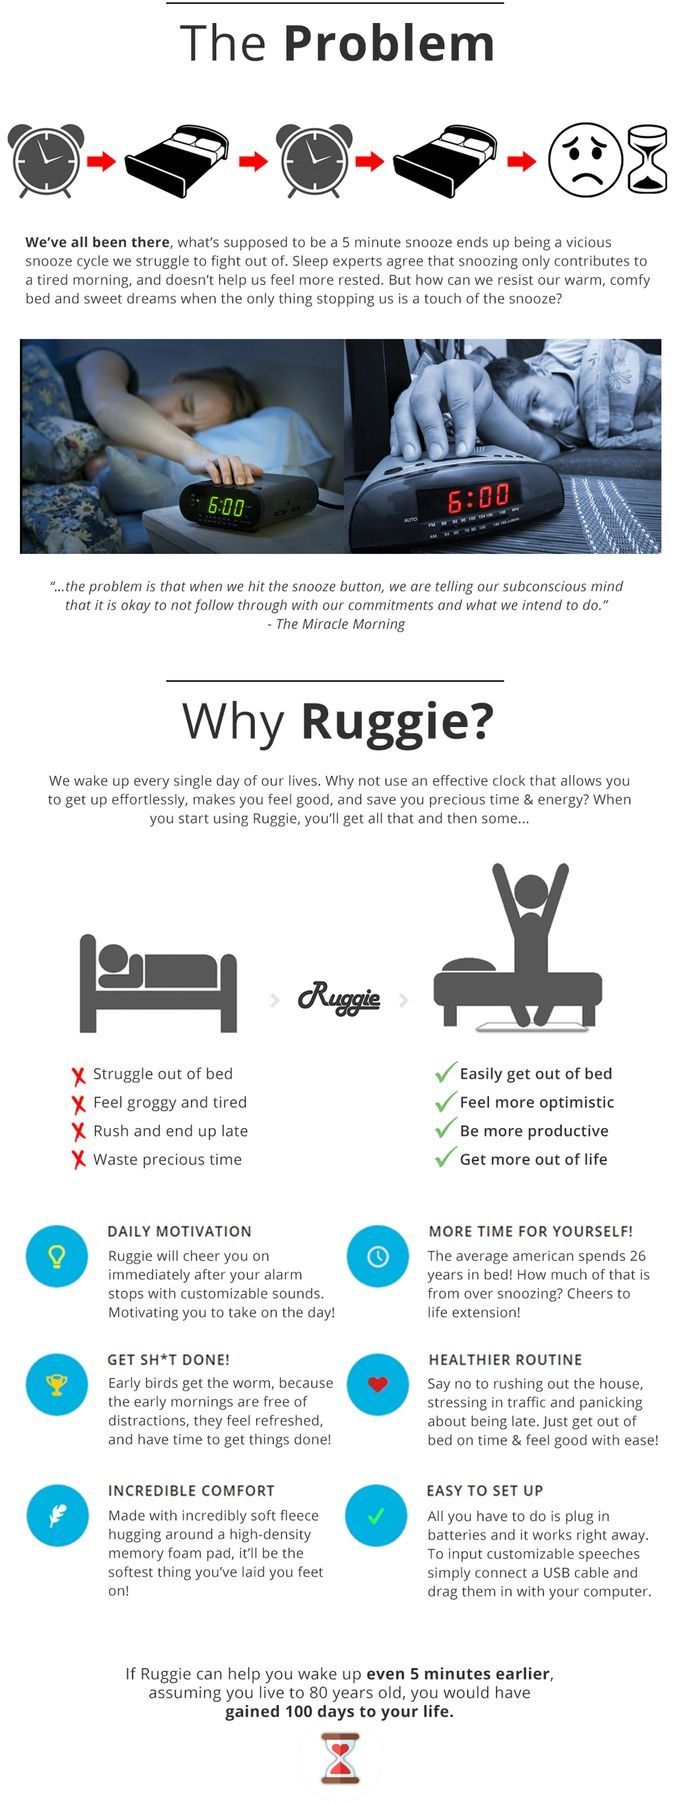 The Problem
We've all been there, what's supposed to be a 5 minute snooze ends up being a vicious
snooze cycle we struggle to fight out of. Sleep experts agree that snoozing only contributes to
a tired morning, and doesn't help us feel more rested. But how can we resist our warm, comfy
bed and sweet dreams when the only thing stopping us is a touch of the snooze?
6:00
6:00
AUTO
FM
AM
“...the problem is that when we hit the snooze button, we are telling our subconscious mind
that it is okay to not follow through with our commitments and what we intend to do.”
- The Miracle Morning
Why Ruggie?
We wake up every single day of our lives. Why not use an effective clock that allows you
to get up effortlessly, makes you feel good, and save you precious time & energy? When
you start using Ruggie, you'll get all that and then some...
Ruggie
Struggle out of bed
Feel groggy and tired
Rush and end up late
Waste precious time
Easily get out of bed
Feel more optimistic
Be more productive
Get more out of life
DAILY MOTIVATION
Ruggie will cheer you on
immediately after your alarm
stops with customizable sounds.
Motivating you to take on the day!
MORE TIME FOR YOURSELF!
The average american spends 26
years in bed! How much of that is
from over snoozing? Cheers to
life extension!
GET SH*T DONE!
Early birds get the worm, because
the early mornings are free of
distractions, they feel refreshed,
and have time to get things done!
HEALTHIER ROUTINE
Say no to rushing out the house,
stressing in traffic and panicking
about being late. Just get out of
bed on time & feel good with ease!
INCREDIBLE COMFORT
Made with incredibly soft fleece
hugging around a high-density
memory foam pad, it'll be the
softest thing you've laid you feet
on!
EASY TO SET UP
All you have to do is plug in
batteries and it works right away.
To input customizable speeches
simply connect a USB cable and
drag them in with your computer.
If Ruggie can help you wake up even 5 minutes earlier,
assuming you live to 80 years old, you would have
gained 100 days to your life.